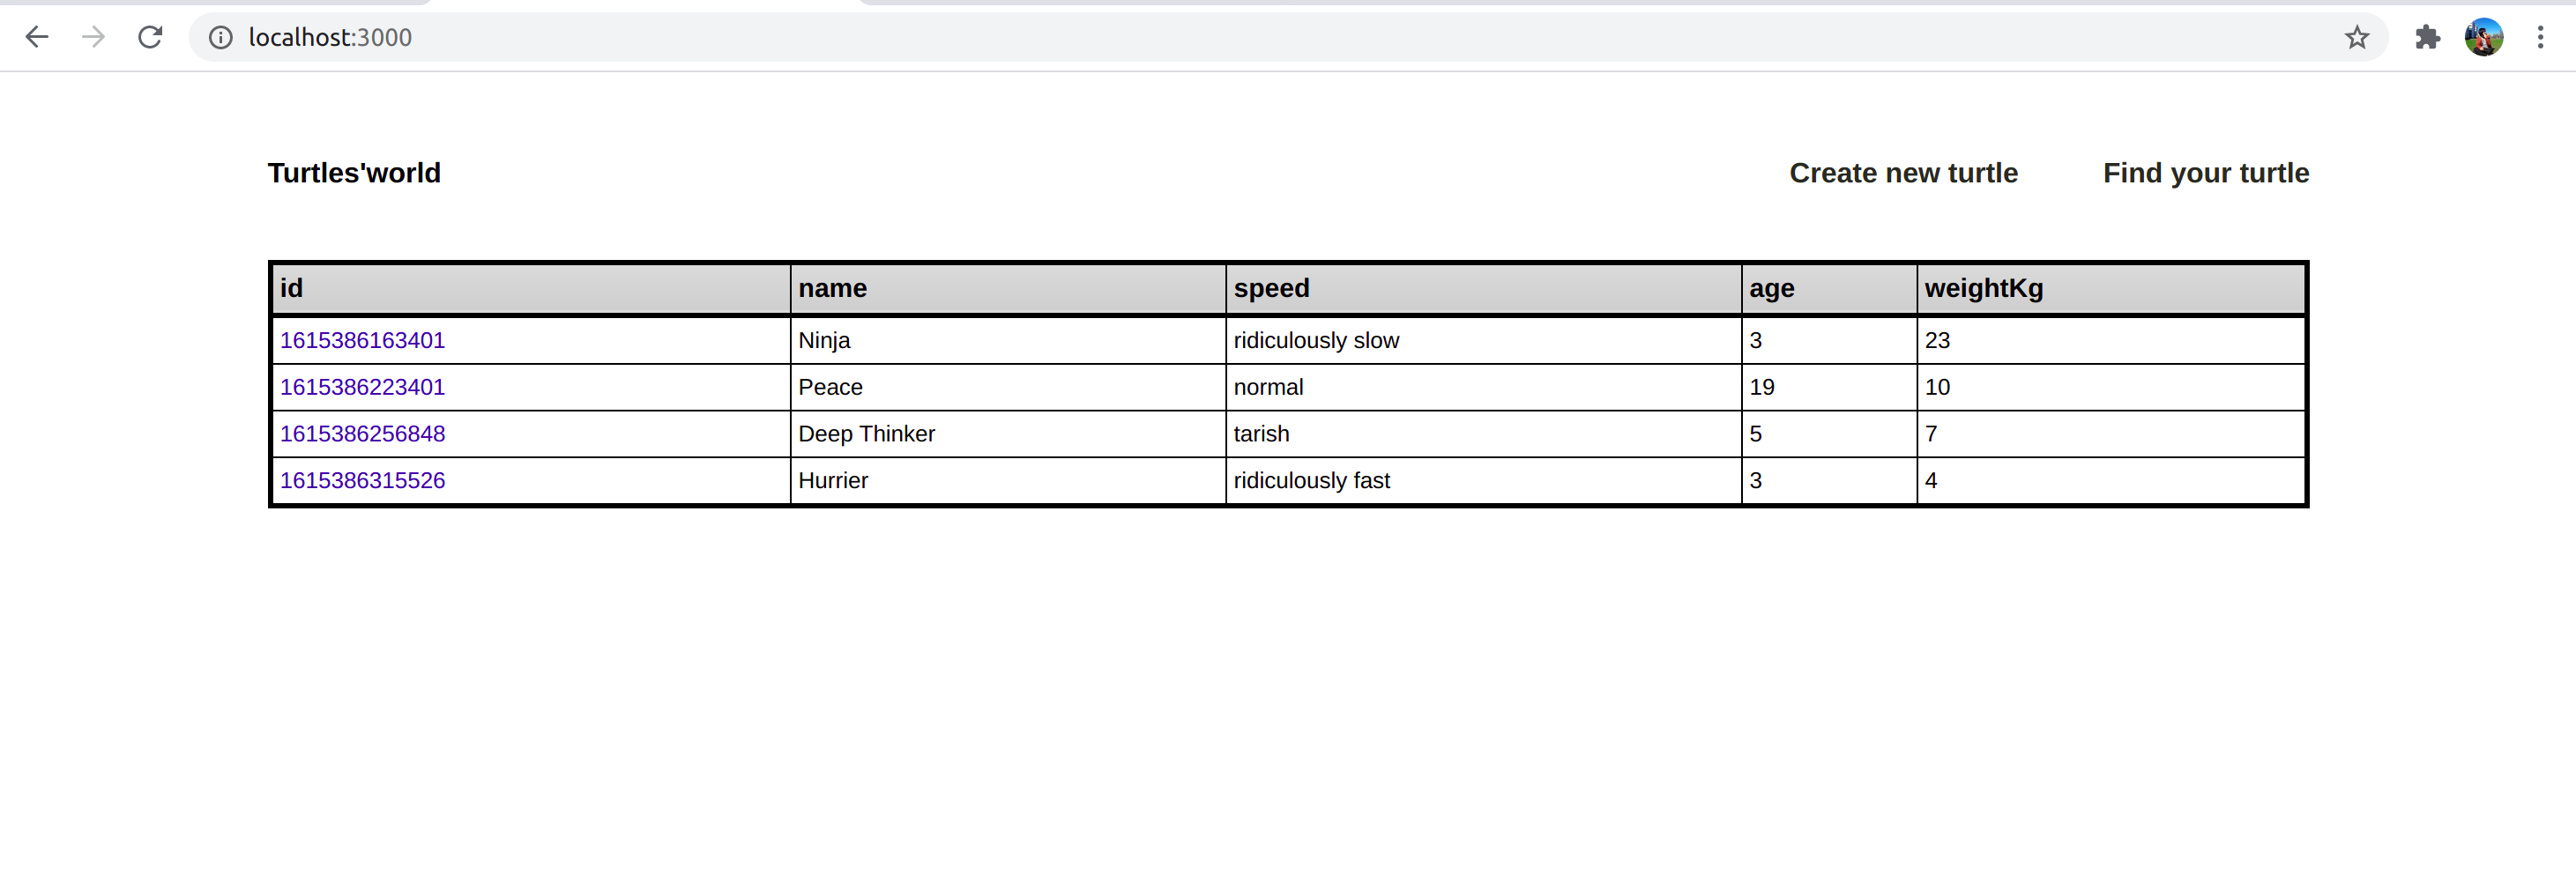 localhost:3000
Turtles'world Create new turtle Find your turtle
id name speed age weightKg
1615386163401 Ninja ridiculously slow 3 23
1615386223401 Peace normal 19 10
1615386256848 Deep Thinker tarish 5 7
1615386315526 Hurrier ridiculously fast 3 4